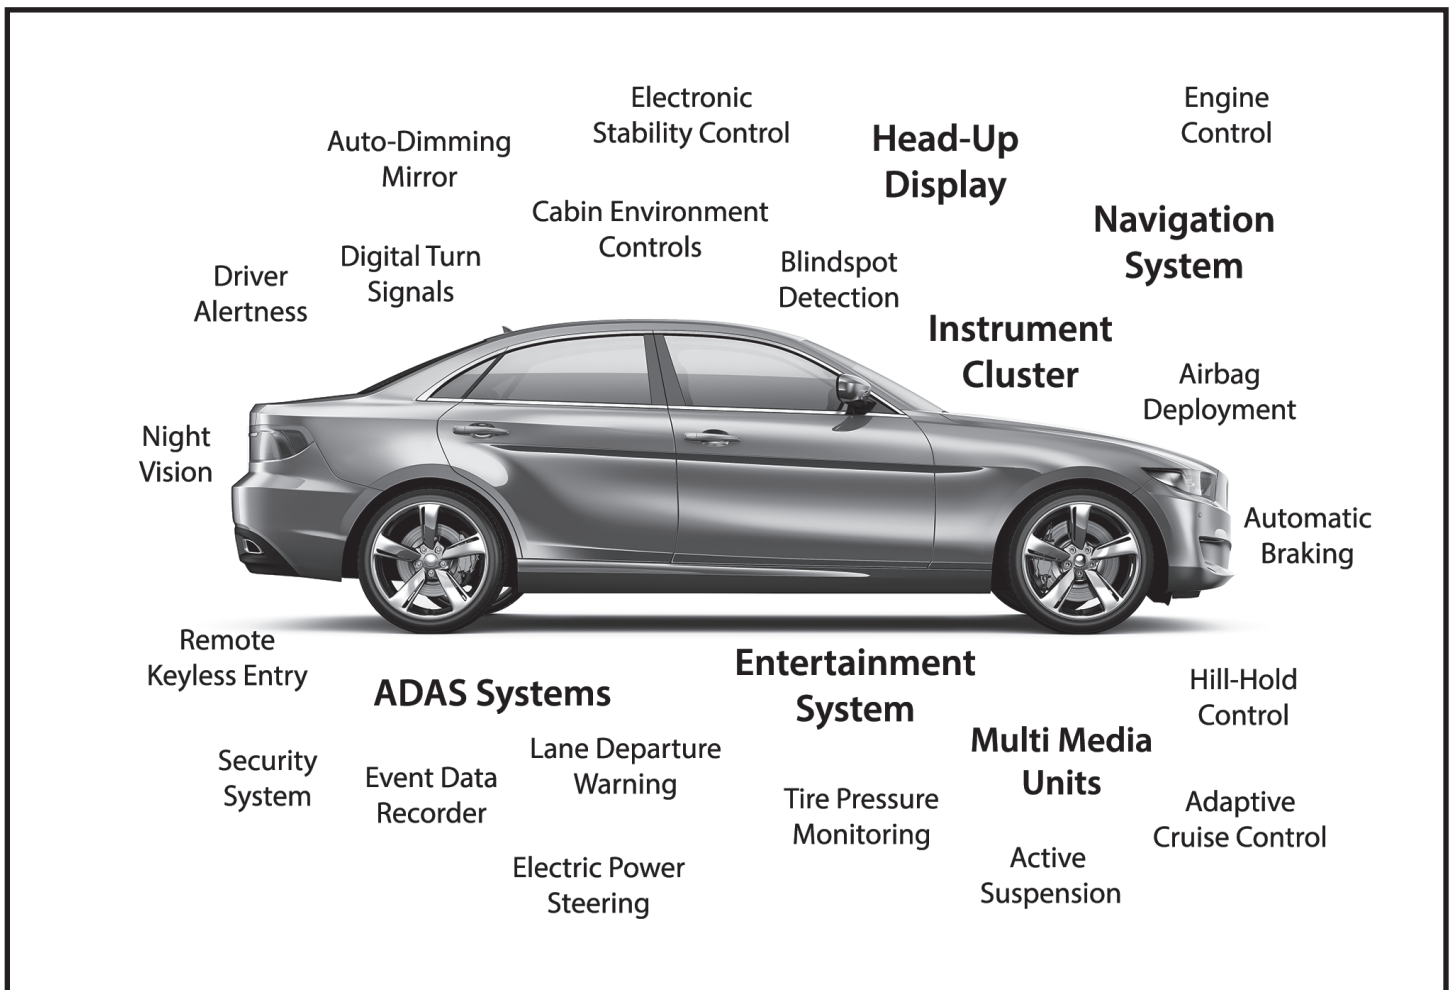 Electronic
Stability Control
Engine
Control
Auto-Dimming
Mirror
Head-Up
Display
Cabin Environment
Controls
Navigation
System
Digital Turn
Signals
Blindspot
Detection
Driver
Alertness
Instrument
Cluster
Airbag
Deployment
Night
Vision
Automatic
Braking
Remote
Keyless Entry
ADAS Systems
Entertainment
System
Hill-Hold
Control
Multi Media
Units
Lane Departure
Warning
Security
System
Event Data
Recorder
Tire Pressure
Monitoring
Adaptive
Cruise Control
Active
Suspension
Electric Power
Steering